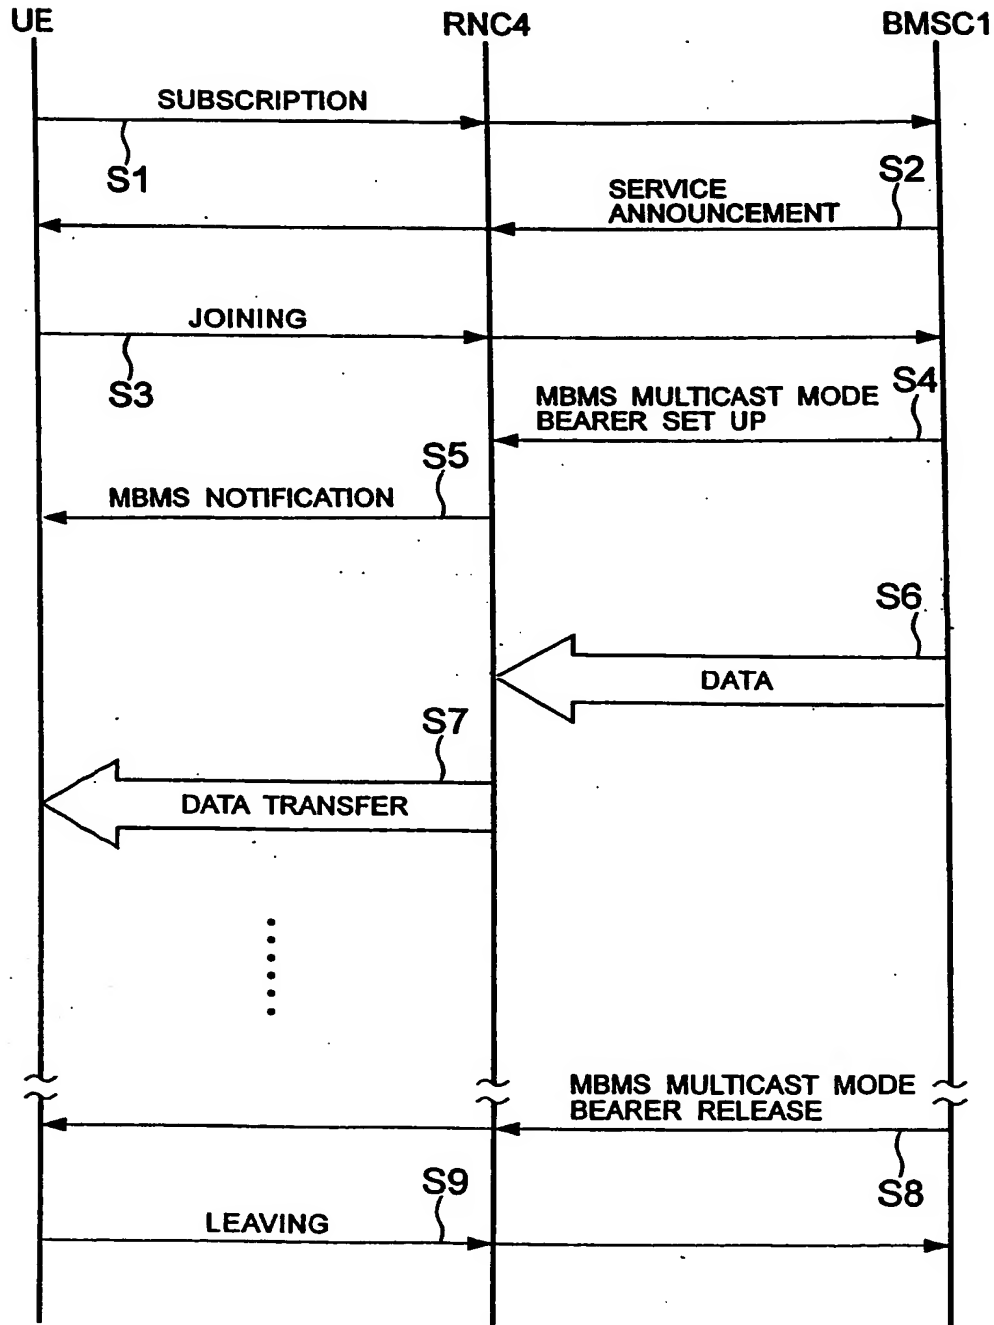 UE
RNC4
BMSC1
SUBSCRIPTION
S1
S2
SERVICE
ANNOUNCEMENT
JOINING
S3
S4
MBMS MULTICAST MODE
BEARER SET UP
S5
MBMS NOTIFICATION
S6
DATA
S7
DATA TRANSFER
MBMS MULTICAST MODE
BEARER RELEASE
S8
S9
LEAVING